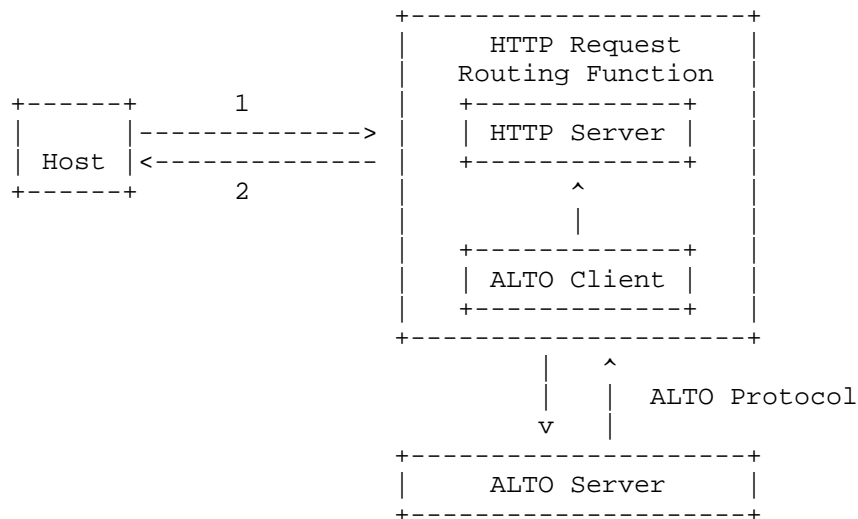 HTTP Request
Routing Function
1
HTTP Server
Host
2
ALTO Client
ALTO Protocol
ALTO Server